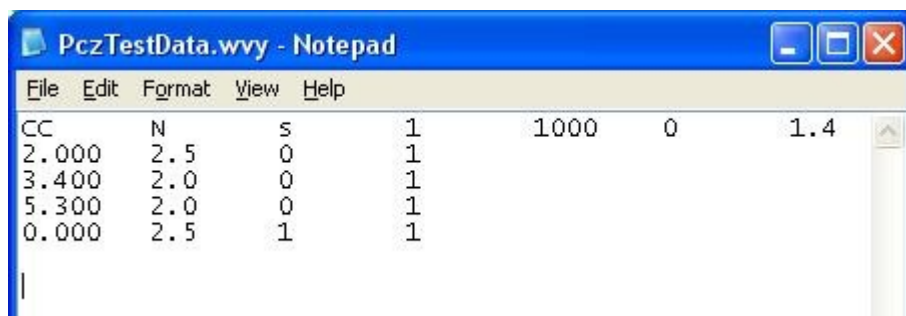 PczTestData.wvy - Notepad
File Edit Format View Help
CC N s 1 1000 0 1.4
2.000 2.5 0 1
3.400 2.0 0 1
5.300 2.0 0 1
0.000 2.5 1 1